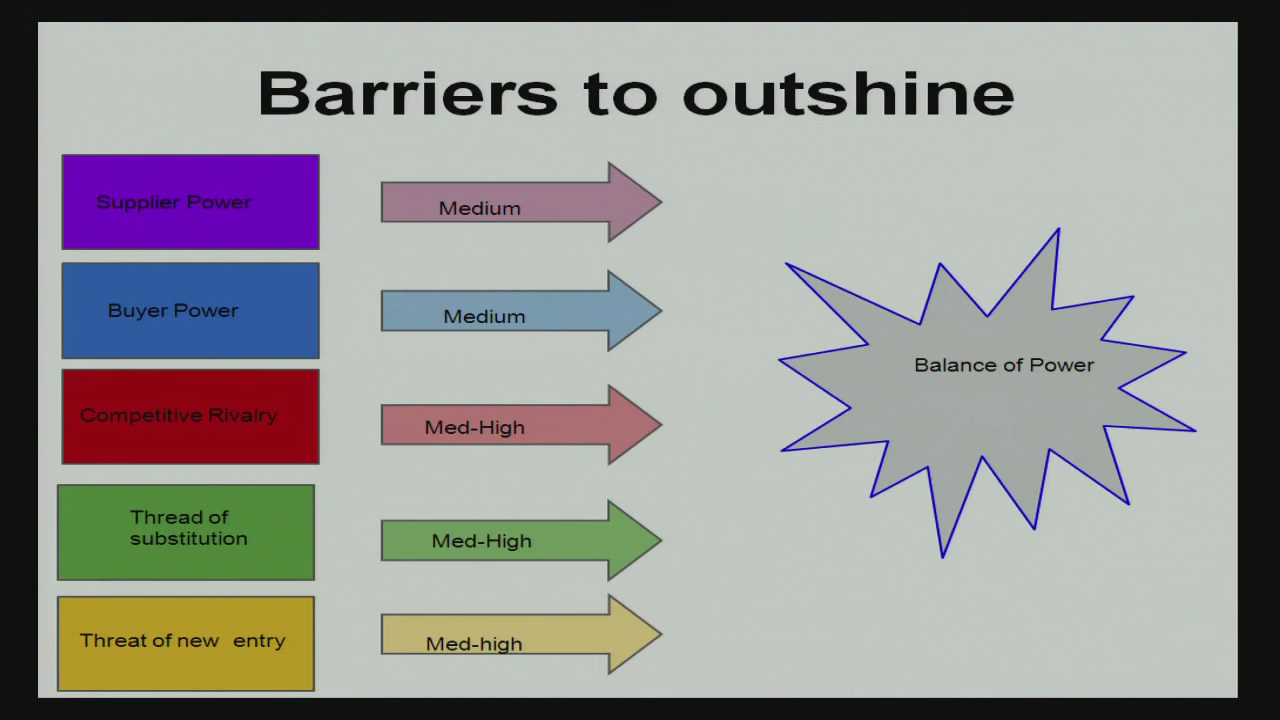 Barriers to outshine
Supplier Power
Medium
Buyer Power
Medium
Competitive Rivalry
Med-High
Thread of
substitution
Med-High
Threat of new entry
Med-high
Balance of Power